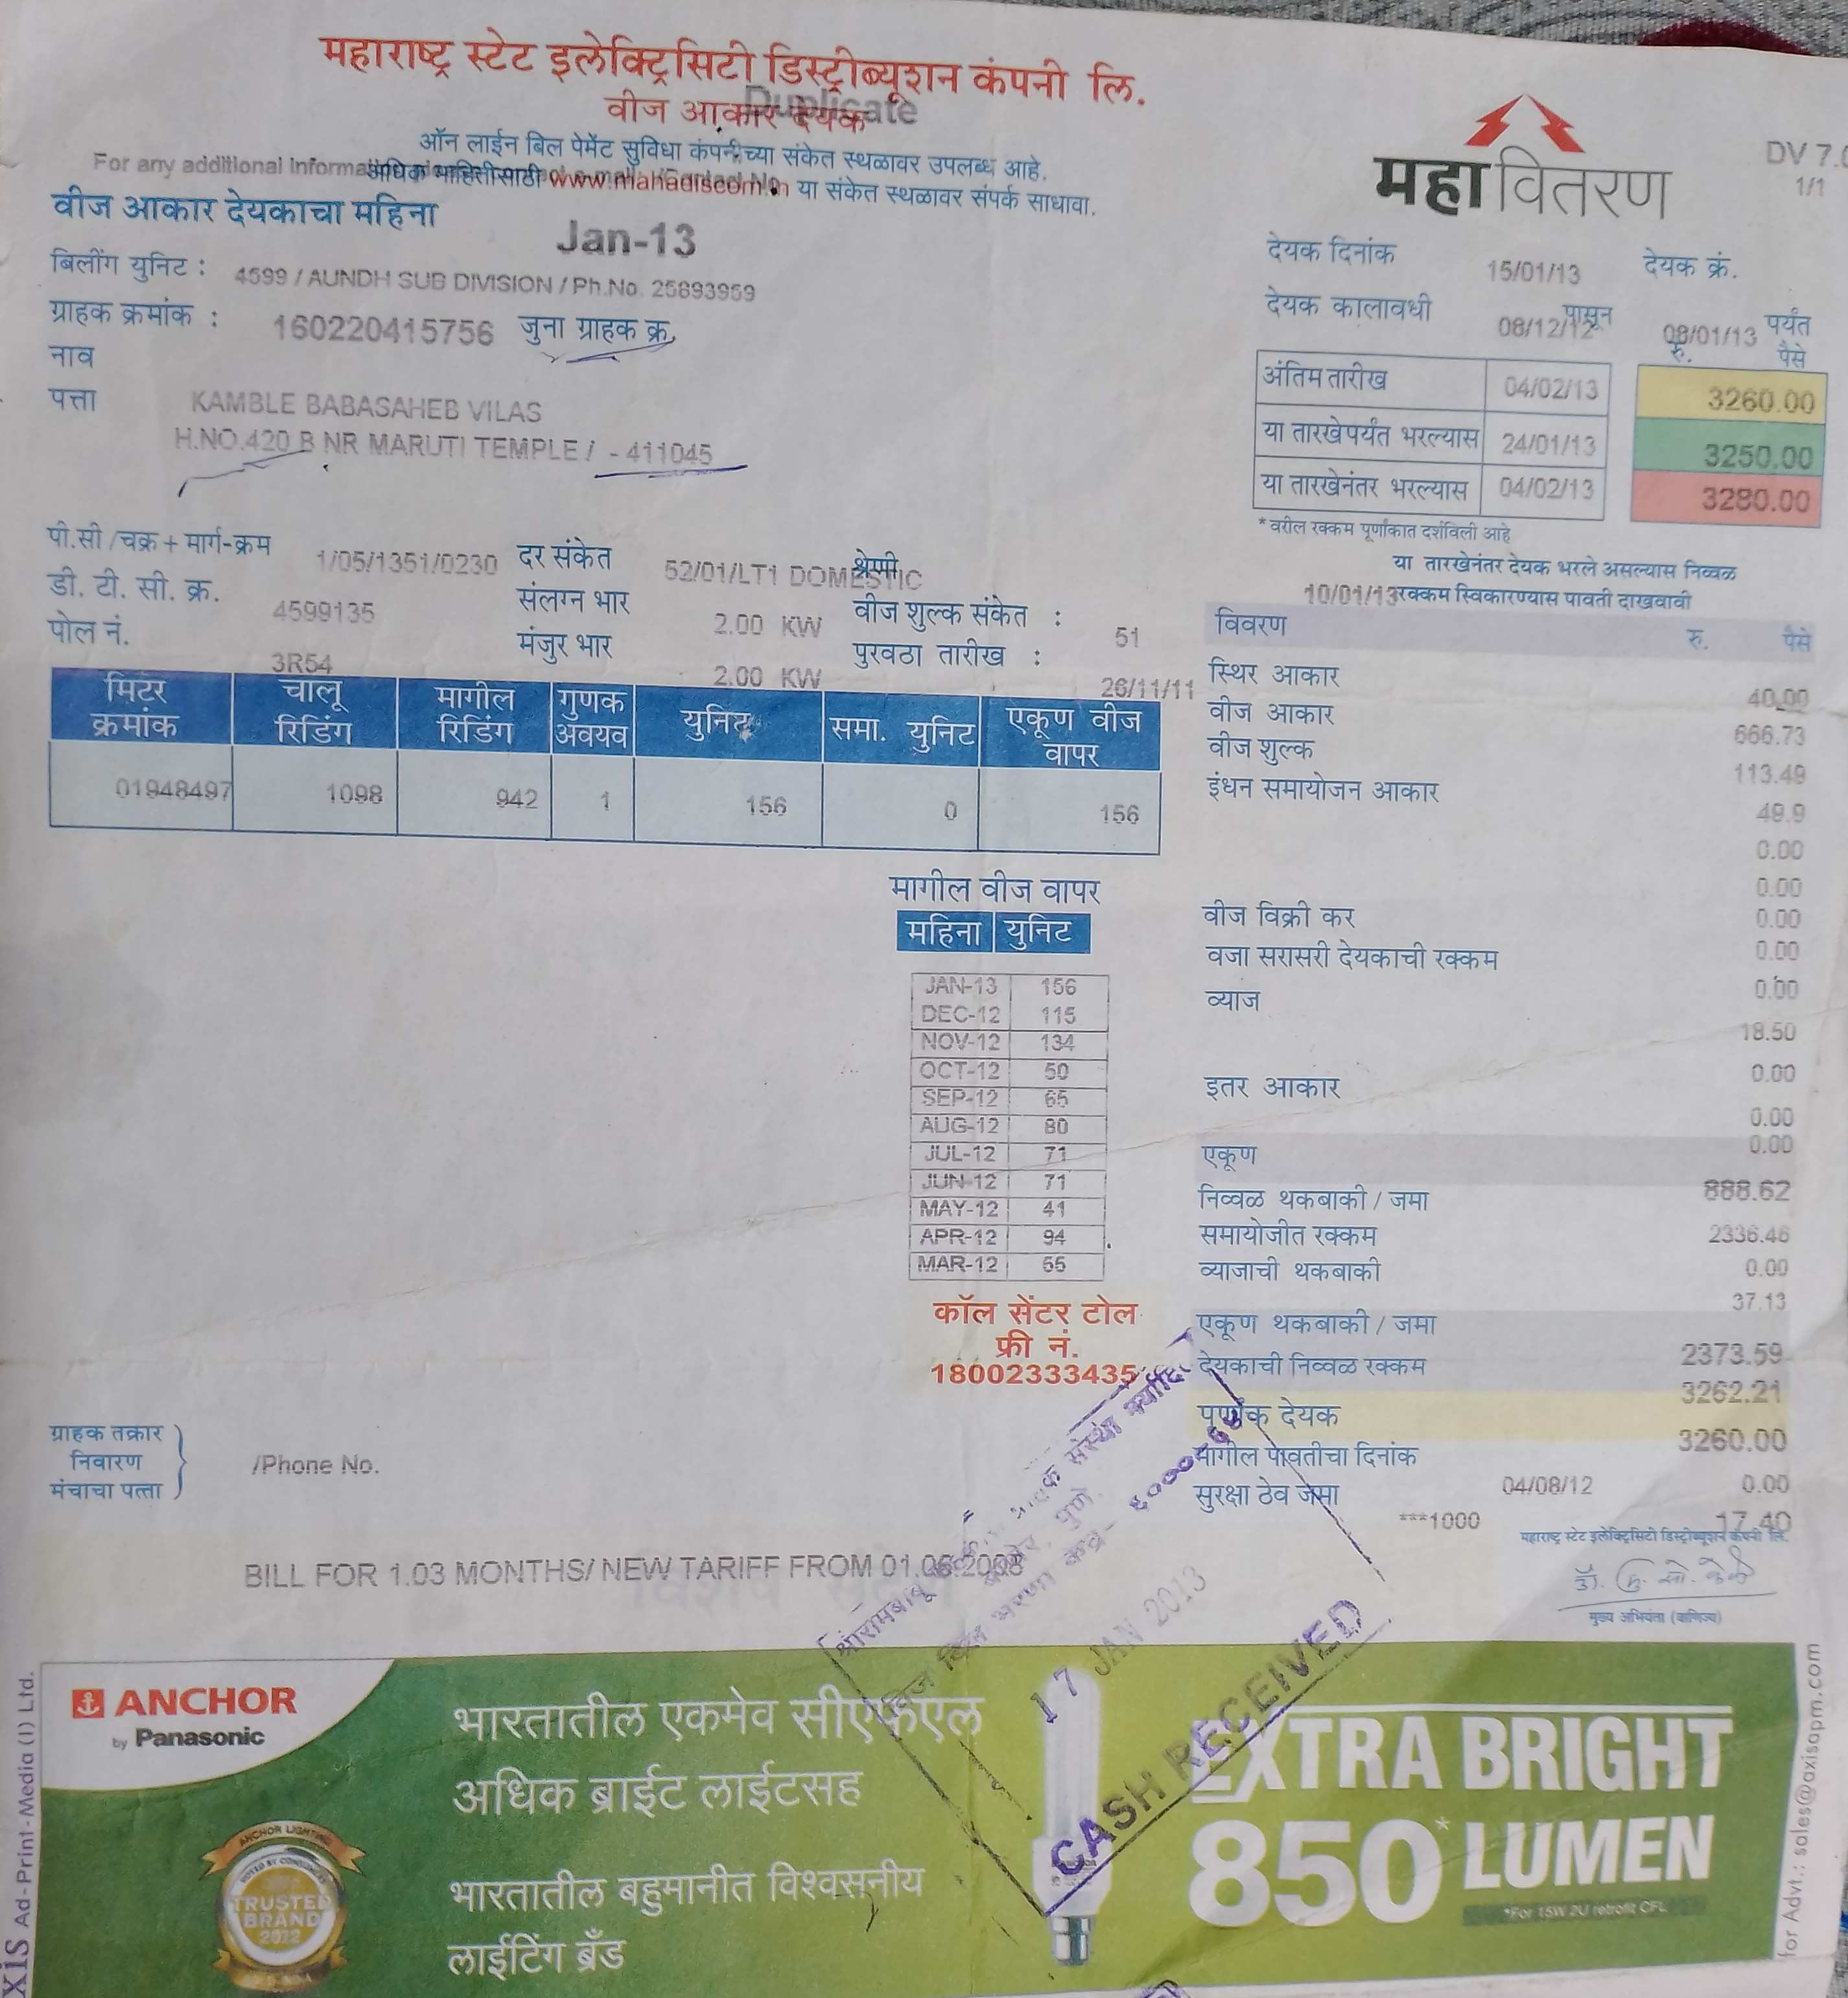 महाराष्ट्र स्टेट इलेक्ट्रिसिटी डिस्ट्रीब्यूशन कंपनी लि.
Duplicate
वीज आकार देयक
ऑन लाईन बिल पेमेंट सुविधा कंपनीच्या संकेत स्थळावर उपलब्ध आहे.
For any additional Informa
अधिक माहितीसाठी www.mahadiscom.in या संकेत स्थळावर संपर्क साधावा.
महावितरण
DV 7.0
1/1
वीज आकार देयकाचा महिना
Jan-13
बिलींग युनिट : 4599 / AUNDH SUB DIVISION / Ph.No. 25893959
ग्राहक क्रमांक : 160220415756 जुना ग्राहक क्र.
नाव
पत्ता KAMBLE BABASAHEB VILAS
H.NO.420 B NR MARUTI TEMPLE / - 411045
देयक दिनांक 15/01/13 देयक क्रं.
देयक कालावधी 08/12/12 पासून 08/01/13 पर्यंत
रु. पैसे
अंतिम तारीख 04/02/13 3260.00
या तारखेपर्यंत भरल्यास 24/01/13 3250.00
या तारखेनंतर भरल्यास 04/02/13 3280.00
* वरील रक्कम पूर्णांकात दर्शविली आहे
या तारखेनंतर देयक भरले असल्यास निव्वळ
10/01/13 रक्कम स्विकारण्यास पावती दाखवावी
पी.सी /चक्र + मार्ग-क्रम 1/05/1351/0230 दर संकेत 52/01/LT1 DOMESTIC श्रेणी
डी. टी. सी. क्र. 4599135 संलग्न भार 2.00 KW वीज शुल्क संकेत : 51
पोल नं. 3R54 मंजुर भार 2.00 KW पुरवठा तारीख : 26/11/11
मिटर क्रमांक चालू रिडिंग मागील रिडिंग गुणक अवयव युनिट समा. युनिट एकूण वीज वापर
01948497 1098 942 1 156 0 156
विवरण रु. पैसे
स्थिर आकार 40.00
वीज आकार 666.73
वीज शुल्क 113.49
इंधन समायोजन आकार 49.9
0.00
0.00
वीज विक्री कर 0.00
वजा सरासरी देयकाची रक्कम 0.00
व्याज 0.00
18.50
इतर आकार 0.00
0.00
0.00
एकूण 888.62
निव्वळ थकबाकी / जमा 2336.46
समायोजीत रक्कम 0.00
व्याजाची थकबाकी 37.13
एकूण थकबाकी / जमा 2373.59
देयकाची निव्वळ रक्कम 3262.21
पूर्णांक देयक 3260.00
मागील पावतीचा दिनांक 04/08/12 0.00
सुरक्षा ठेव जमा ***1000 17.40
मागील वीज वापर
महिना युनिट
JAN-13 156
DEC-12 115
NOV-12 134
OCT-12 50
SEP-12 65
AUG-12 80
JUL-12 71
JUN-12 71
MAY-12 41
APR-12 94
MAR-12 55
कॉल सेंटर टोल
फ्री नं.
18002333435
ग्राहक तक्रार
निवारण
मंचाचा पत्ता
/Phone No.
महाराष्ट्र स्टेट इलेक्ट्रिसिटी डिस्ट्रीब्यूशन कंपनी लि.
मुख्य अभियंता (वाणिज्य)
BILL FOR 1.03 MONTHS/ NEW TARIFF FROM 01.06.2008
17 JAN 2013
CASH RECEIVED
ANCHOR
by Panasonic
भारतातील एकमेव सीएफएल
अधिक ब्राईट लाईटसह
भारतातील बहुमानीत विश्वसनीय
लाईटिंग ब्रँड
ANCHOR LIGHTING
VOTED BY CONSUMERS
TRUSTED
BRAND
2012
EXTRA BRIGHT
850* LUMEN
*For 15W 2U retrofit CFL
xis Ad-Print-Media (I) Ltd.
for Advt.: sales@axisapm.com